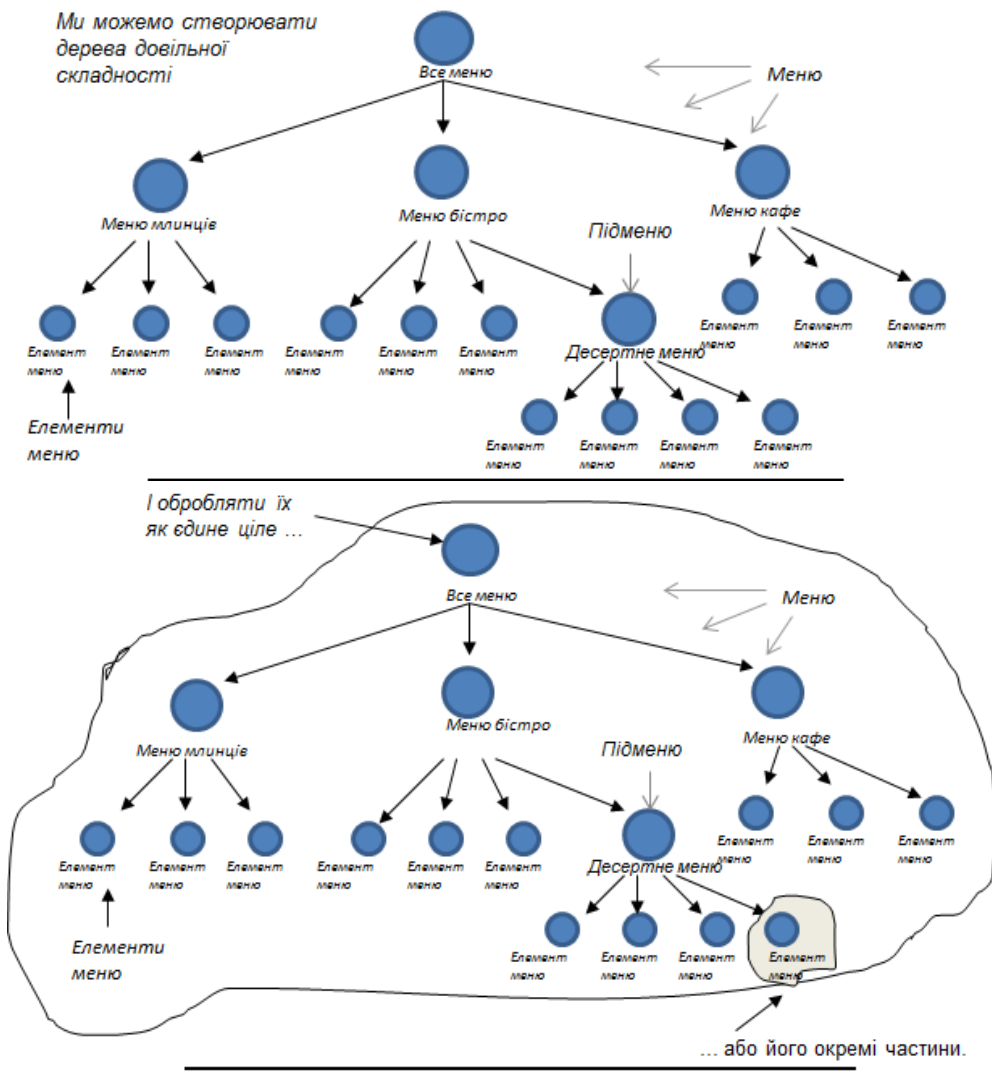 Ми можемо створювати
дерева довільної
складності
Все меню
Меню
Меню млинців
Меню бістро
Меню кафе
Підменю
Елемент
меню
Елемент
меню
Елемент
меню
Елемент
меню
Елемент
меню
Елемент
меню
Десертне меню
Елемент
меню
Елемент
меню
Елемент
меню
Елементи
меню
Елемент
меню
Елемент
меню
Елемент
меню
Елемент
меню
І обробляти їх
як єдине ціле ...
Все меню
Меню
Меню млинців
Меню бістро
Меню кафе
Підменю
Елемент
меню
Елемент
меню
Елемент
меню
Елемент
меню
Елемент
меню
Елемент
меню
Десертне меню
Елемент
меню
Елемент
меню
Елемент
меню
Елементи
меню
Елемент
меню
Елемент
меню
Елемент
меню
Елемент
меню
... або його окремі частини.